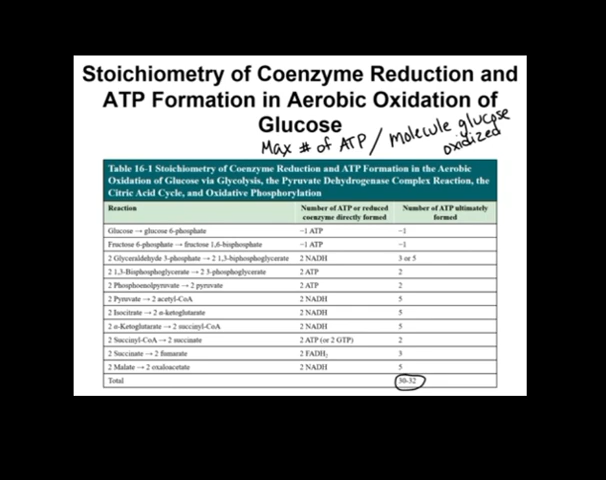 Stoichiometry of Coenzyme Reduction and
ATP Formation in Aerobic Oxidation of
Glucose
Max # of ATP / molecule glucose
oxidized
Table 16-1 Stoichiometry of Coenzyme Reduction and ATP Formation in the Aerobic
Oxidation of Glucose via Glycolysis, the Pyruvate Dehydrogenase Complex Reaction, the
Citric Acid Cycle, and Oxidative Phosphorylation
Reaction Number of ATP or reduced coenzyme directly formed Number of ATP ultimately formed
Glucose → glucose 6-phosphate −1 ATP −1
Fructose 6-phosphate → fructose 1,6-bisphosphate −1 ATP −1
2 Glyceraldehyde 3-phosphate → 2 1,3-biphosphoglycerate 2 NADH 3 or 5
2 1,3-Bisphosphoglycerate → 2 3-phosphoglycerate 2 ATP 2
2 Phosphoenolpyruvate → 2 pyruvate 2 ATP 2
2 Pyruvate → 2 acetyl-CoA 2 NADH 5
2 Isocitrate → 2 α-ketoglutarate 2 NADH 5
2 α-Ketoglutarate → 2 succinyl-CoA 2 NADH 5
2 Succinyl-CoA → 2 succinate 2 ATP (or 2 GTP) 2
2 Succinate → 2 fumarate 2 FADH₂ 3
2 Malate → 2 oxaloacetate 2 NADH 5
Total 30-32